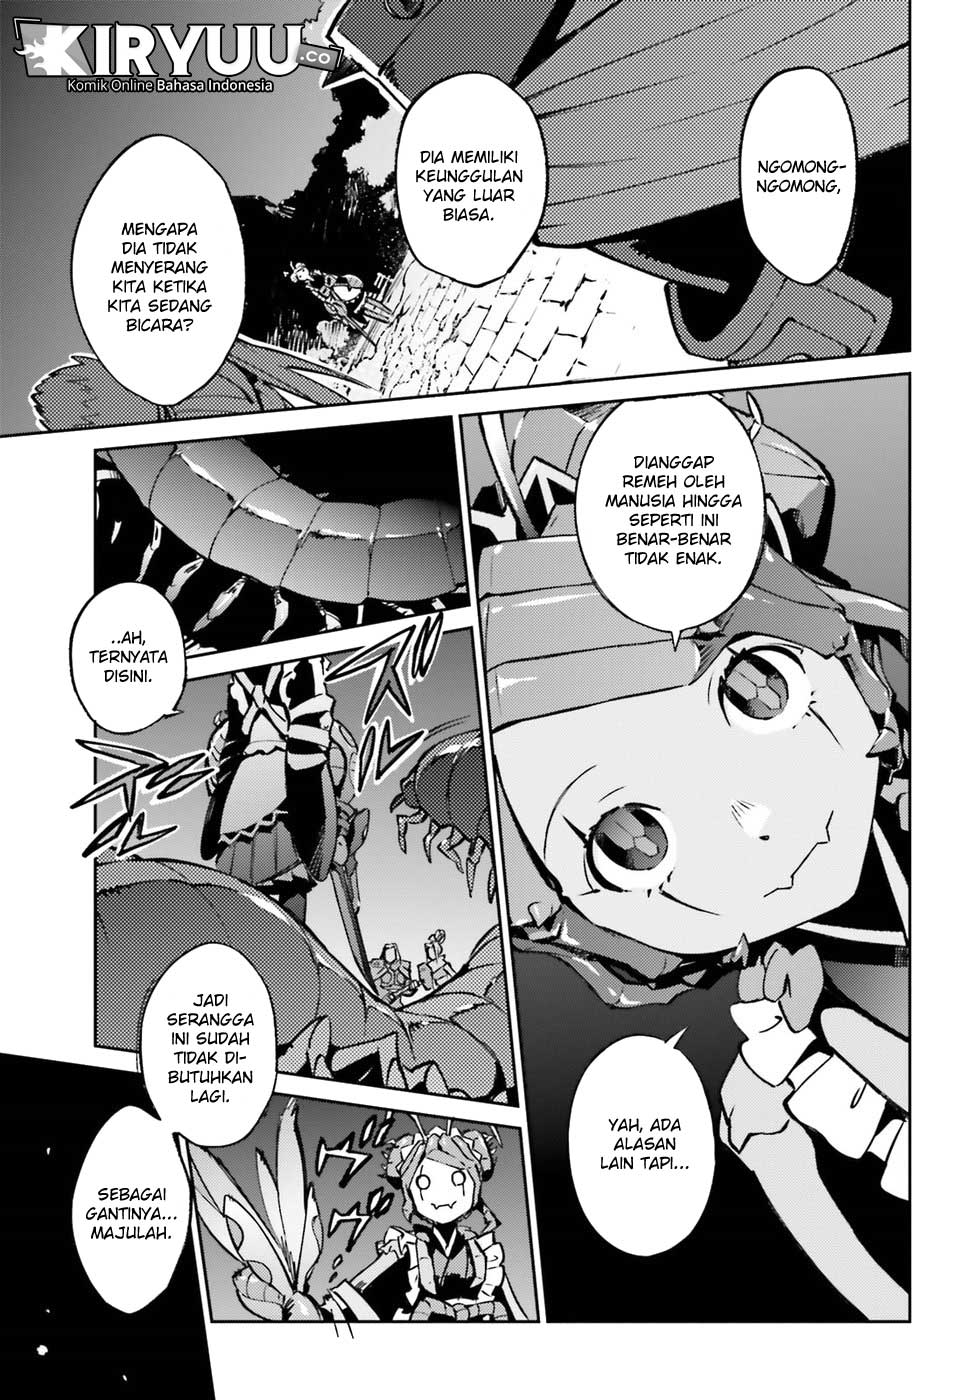 KIRYUU.CO
Komik Online Bahasa Indonesia
NGOMONG-
NGOMONG,
DIA MEMILIKI
KEUNGGULAN
YANG LUAR
BIASA.
MENGAPA
DIA TIDAK
MENYERANG
KITA KETIKA
KITA SEDANG
BICARA?
DIANGGAP
REMEH OLEH
MANUSIA HINGGA
SEPERTI INI
BENAR-BENAR
TIDAK ENAK.
YAH, ADA
ALASAN
LAIN TAPI...
..AH,
TERNYATA
DISINI.
JADI
SERANGGA
INI SUDAH
TIDAK DI-
BUTUHKAN
LAGI.
SEBAGAI
GANTINYA...
MAJULAH.